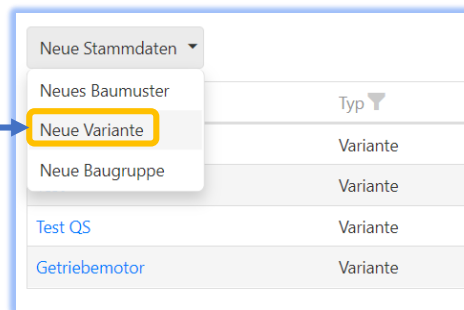 Neue Stammdaten
Neues Baumuster
Typ
Neue Variante
Variante
Neue Baugruppe
Variante
Test QS Variante
Getriebemotor Variante